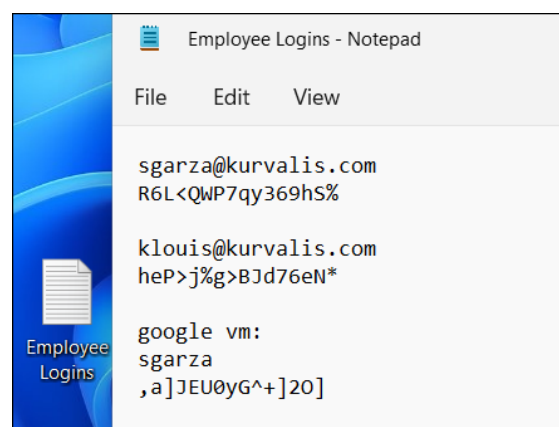 Employee Logins - Notepad
File Edit View
sgarza@kurvalis.com
R6L<QWP7qy369hS%
klouis@kurvalis.com
heP>j%g>BJd76eN*
google vm:
sgarza
,a]JEU0yG^+]2O]
Employee
Logins